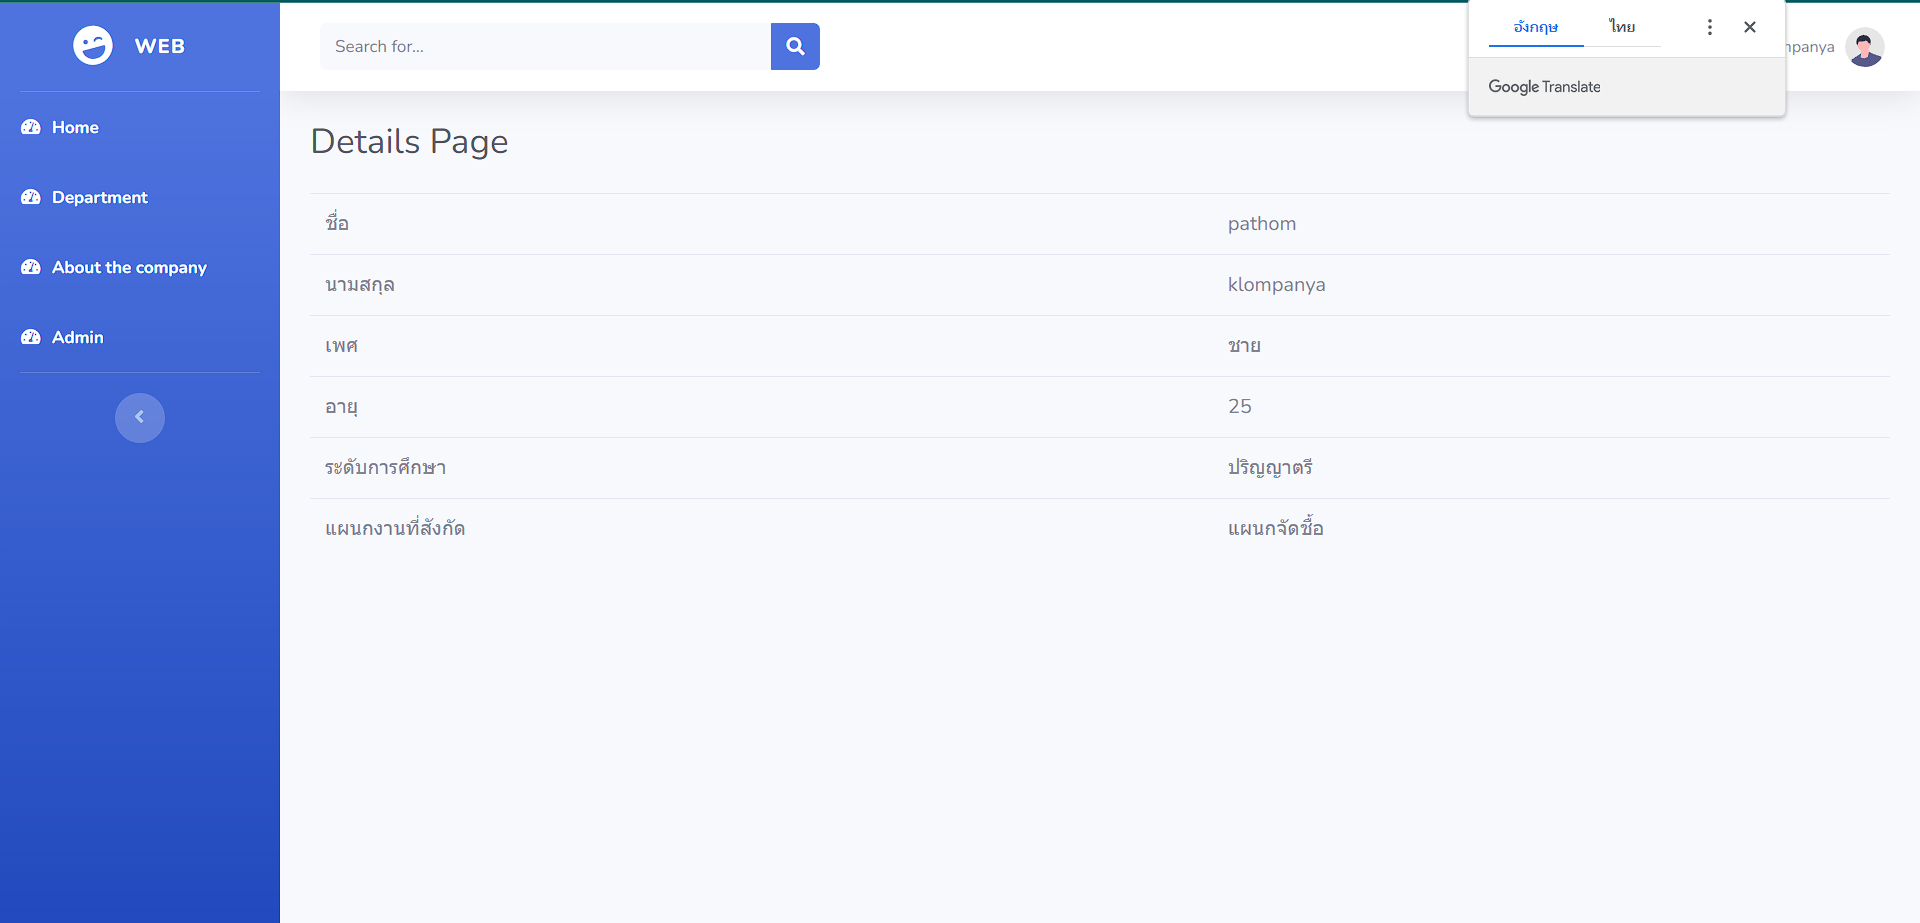 WEB
Home
Department
About the company
Admin
Search for...
อังกฤษ ไทย
Google Translate
Details Page
ชื่อ pathom
นามสกุล klompanya
เพศ ชาย
อายุ 25
ระดับการศึกษา ปริญญาตรี
แผนกงานที่สังกัด แผนกจัดซื้อ